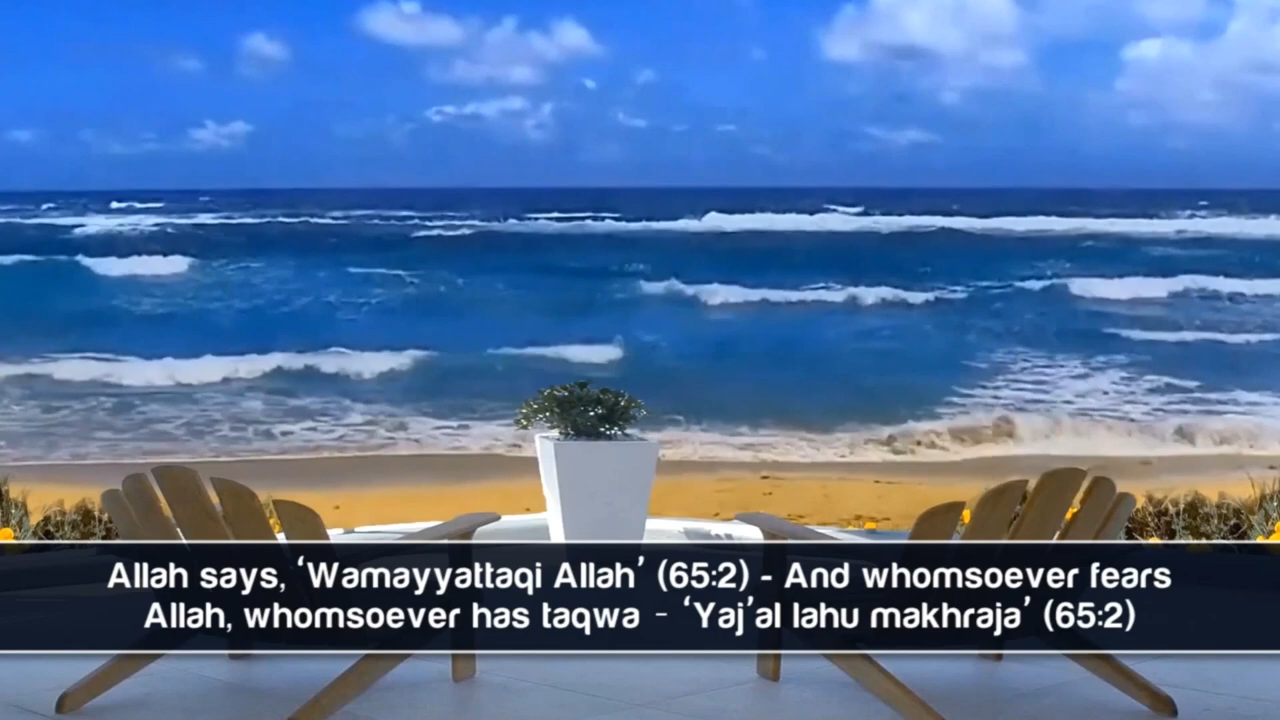 Allah says, ‘Wamayyattaqi Allah’ (65:2) - And whomsoever fears
Allah, whomsoever has taqwa - ‘Yaj’al lahu makhraja’ (65:2)